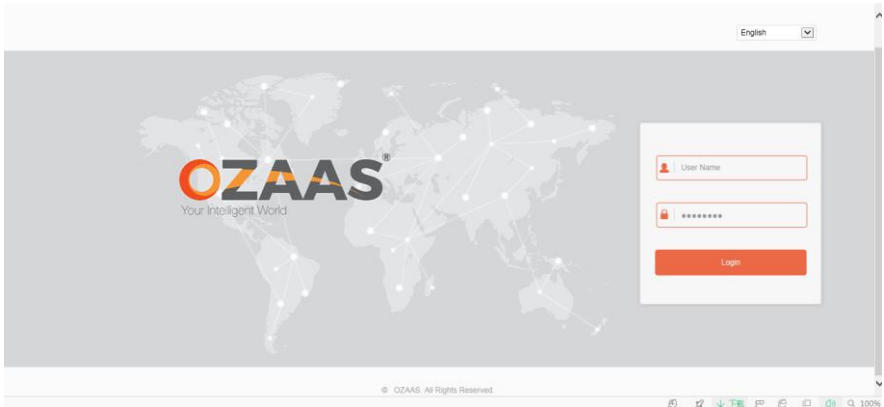 English
OZAAS®
Your Intelligent World
User Name
●●●●●●●●
Login
© OZAAS. All Rights Reserved.
下载
100%